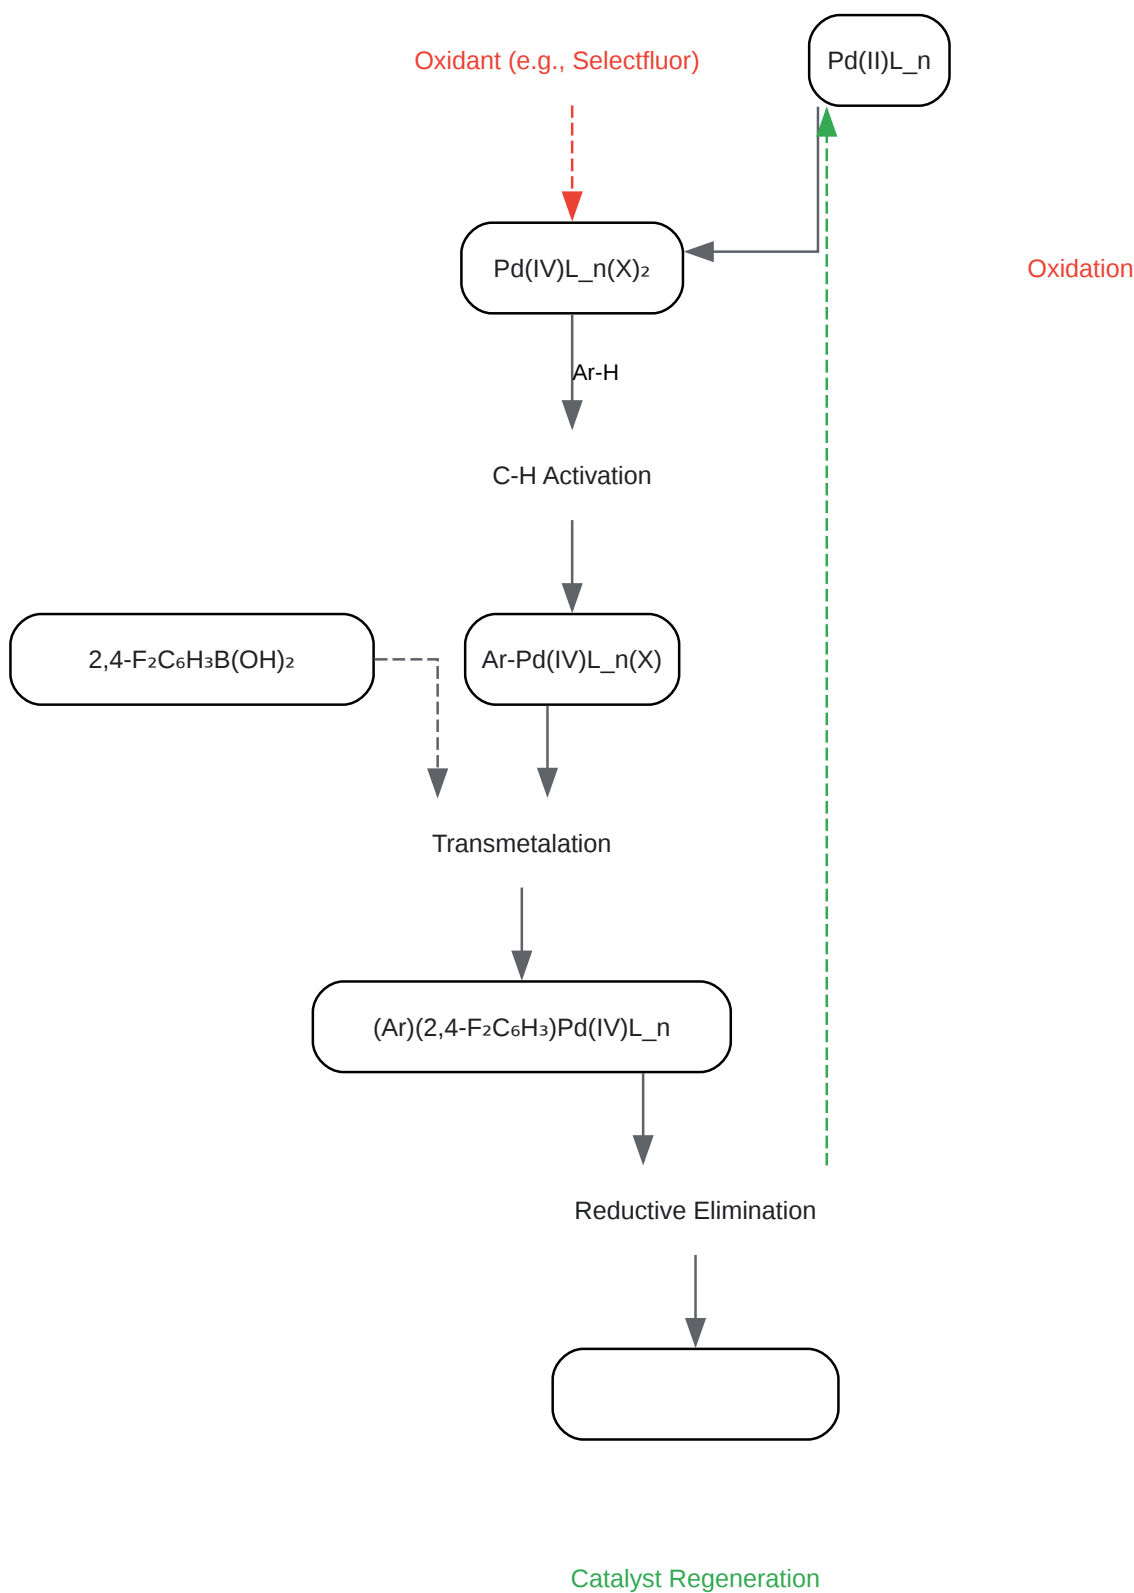 Oxidant (e.g., Selectfluor)
Pd(II)L_n
Pd(IV)L_n(X)₂
Oxidation
Ar-H
C-H Activation
2,4-F₂C₆H₃B(OH)₂
Ar-Pd(IV)L_n(X)
Transmetalation
(Ar)(2,4-F₂C₆H₃)Pd(IV)L_n
Reductive Elimination
Catalyst Regeneration